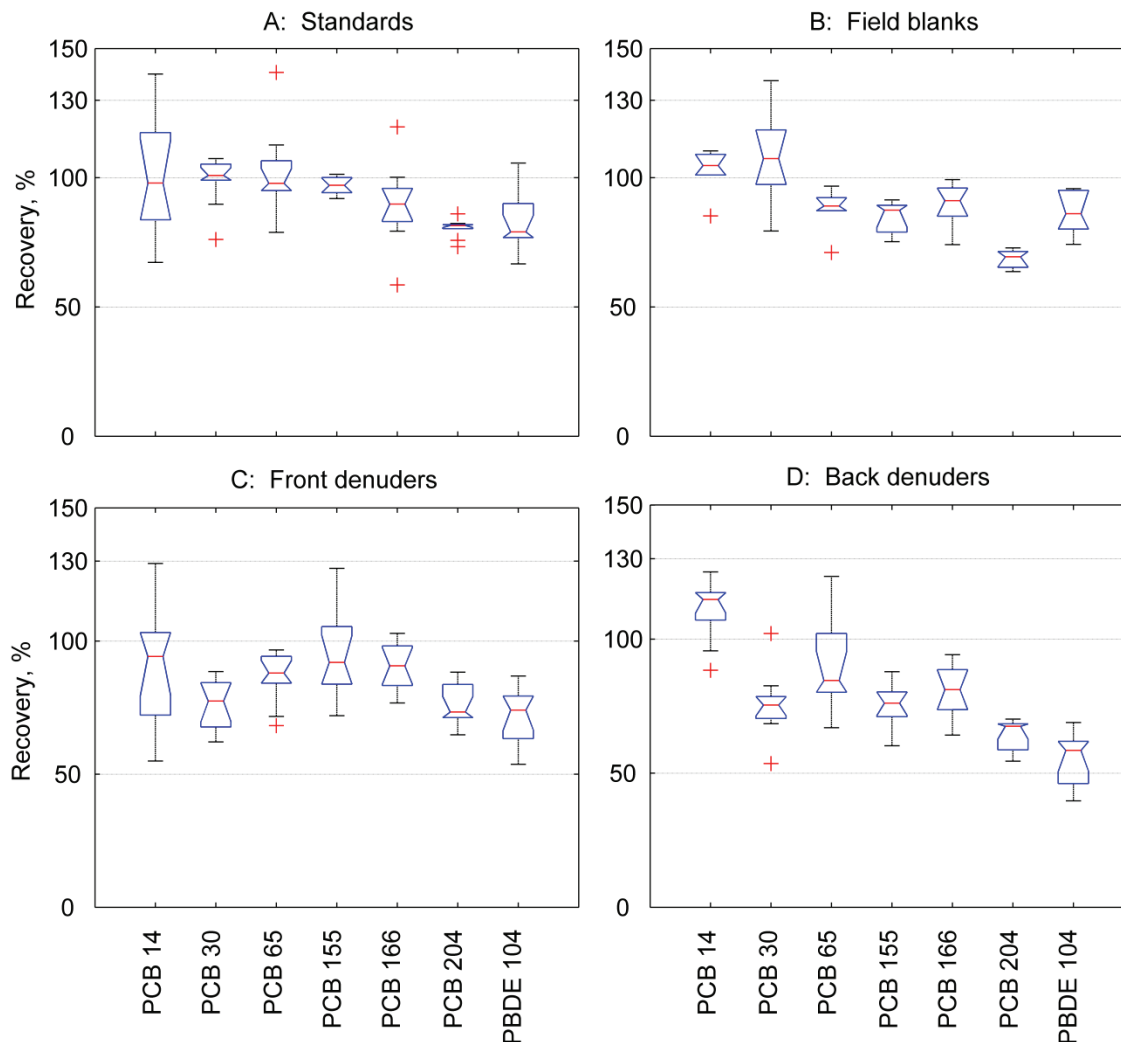 A: Standards
B: Field blanks
150
130
100
50
0
Recovery, %
150
130
100
50
0
C: Front denuders
D: Back denuders
150
130
100
50
0
Recovery, %
150
130
100
50
0
PCB 14
PCB 30
PCB 65
PCB 155
PCB 166
PCB 204
PBDE 104
PCB 14
PCB 30
PCB 65
PCB 155
PCB 166
PCB 204
PBDE 104